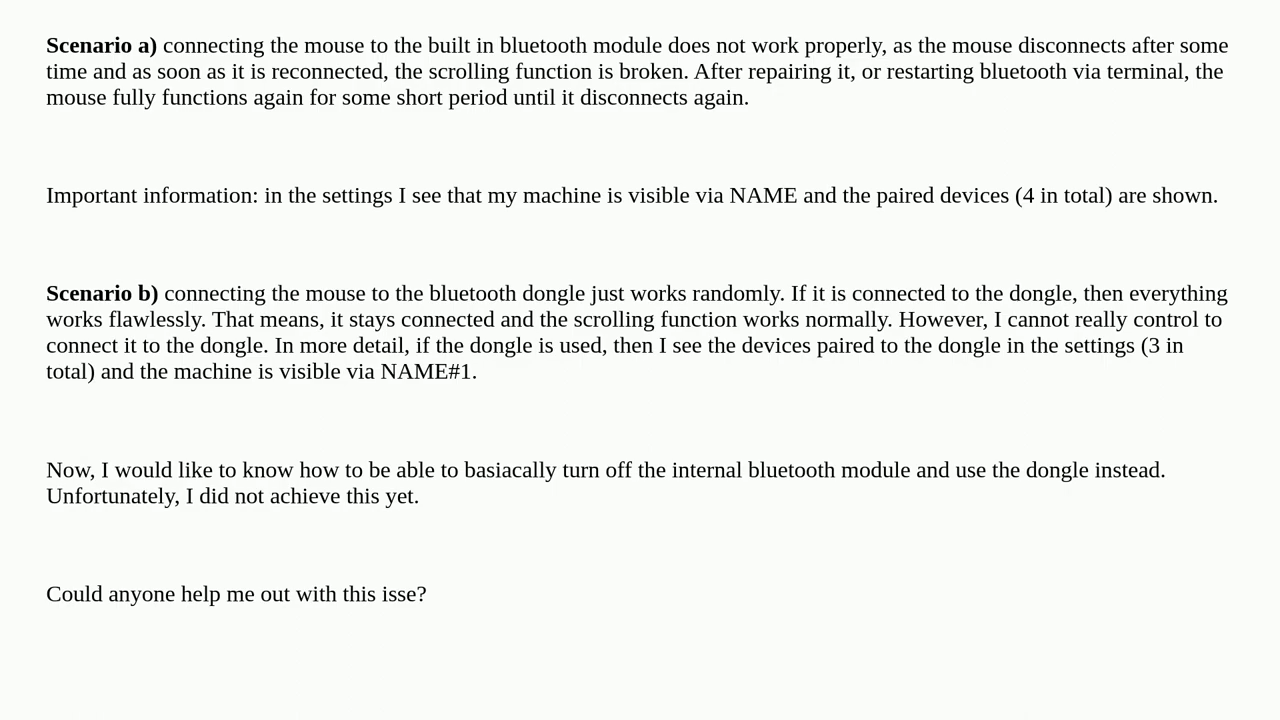 Scenario a) connecting the mouse to the built in bluetooth module does not work properly, as the mouse disconnects after some
time and as soon as it is reconnected, the scrolling function is broken. After repairing it, or restarting bluetooth via terminal, the
mouse fully functions again for some short period until it disconnects again.
Important information: in the settings I see that my machine is visible via NAME and the paired devices (4 in total) are shown.
Scenario b) connecting the mouse to the bluetooth dongle just works randomly. If it is connected to the dongle, then everything
works flawlessly. That means, it stays connected and the scrolling function works normally. However, I cannot really control to
connect it to the dongle. In more detail, if the dongle is used, then I see the devices paired to the dongle in the settings (3 in
total) and the machine is visible via NAME#1.
Now, I would like to know how to be able to basiacally turn off the internal bluetooth module and use the dongle instead.
Unfortunately, I did not achieve this yet.
Could anyone help me out with this isse?